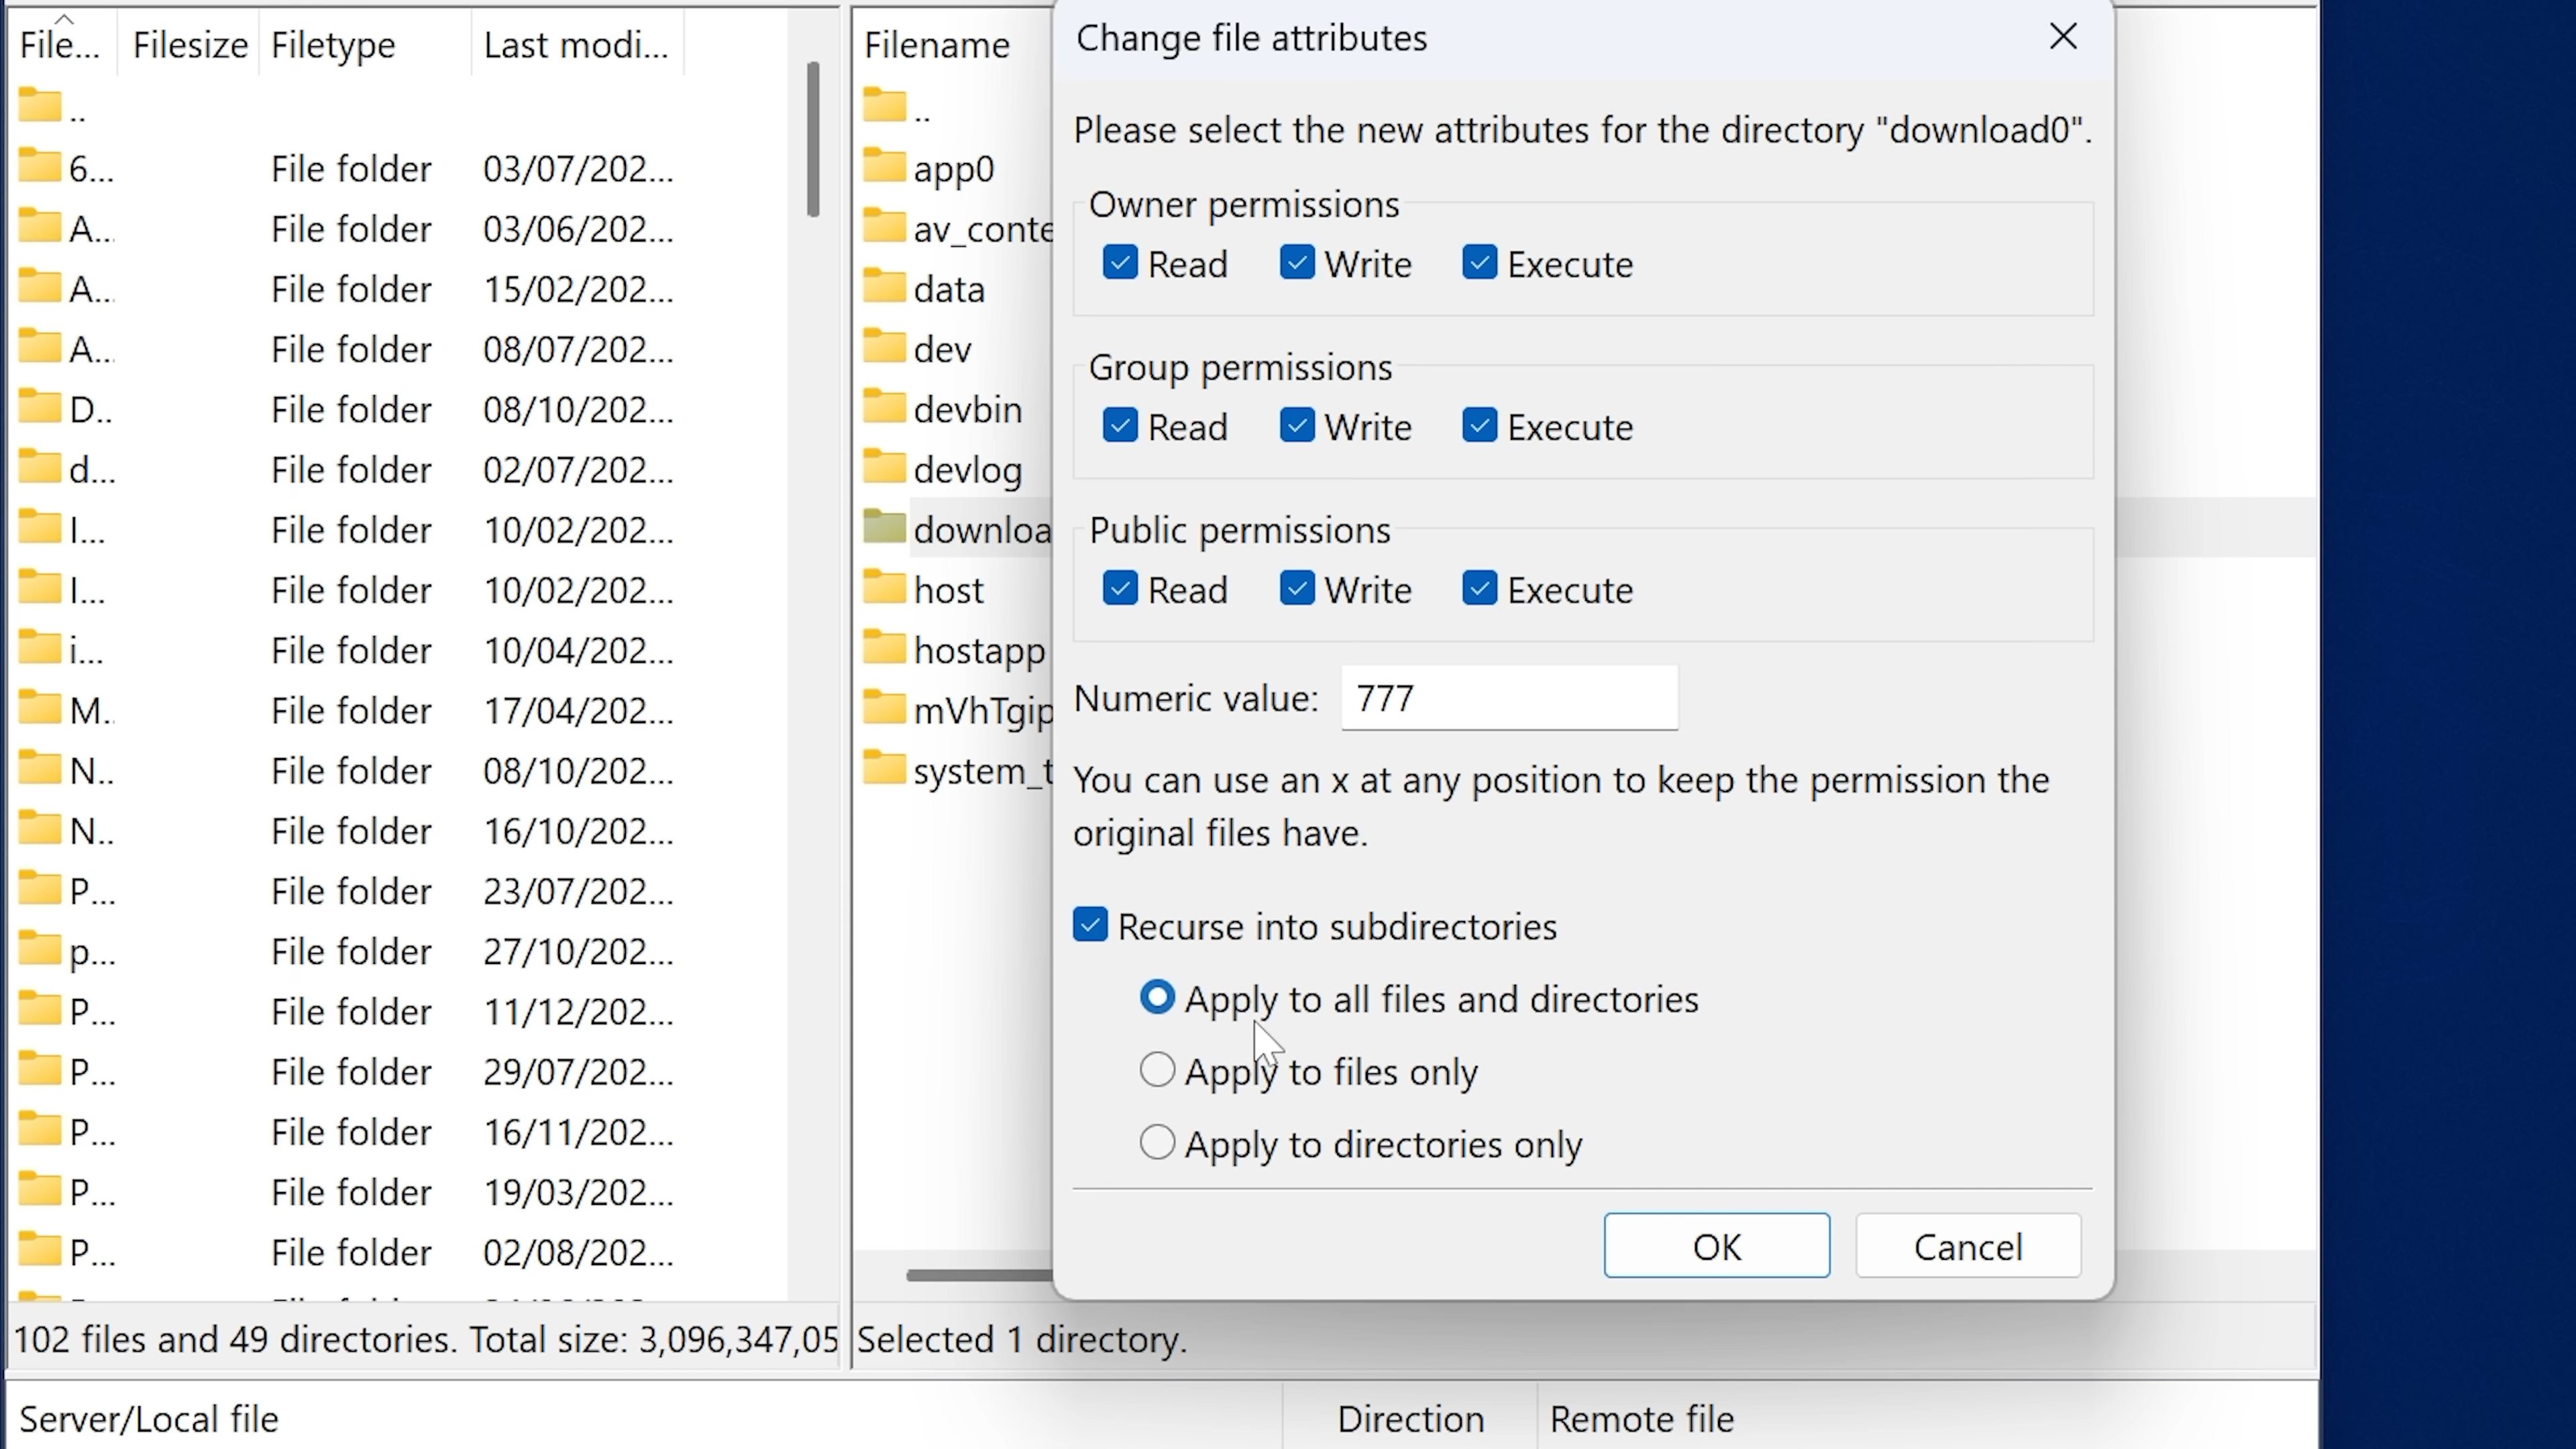 File... Filesize Filetype Last modi...
..
6... File folder 03/07/202...
A... File folder 03/06/202...
A... File folder 15/02/202...
A... File folder 08/07/202...
D.. File folder 08/10/202...
d... File folder 02/07/202...
I... File folder 10/02/202...
I... File folder 10/02/202...
i... File folder 10/04/202...
M.. File folder 17/04/202...
N.. File folder 08/10/202...
N.. File folder 16/10/202...
P... File folder 23/07/202...
p... File folder 27/10/202...
P... File folder 11/12/202...
P... File folder 29/07/202...
P... File folder 16/11/202...
P... File folder 19/03/202...
P... File folder 02/08/202...
102 files and 49 directories. Total size: 3,096,347,05
Filename
..
app0
av_conte
data
dev
devbin
devlog
downloa
host
hostapp
mVhTgip
system_t
Selected 1 directory.
Change file attributes
Please select the new attributes for the directory "download0".
Owner permissions
Read Write Execute
Group permissions
Read Write Execute
Public permissions
Read Write Execute
Numeric value: 777
You can use an x at any position to keep the permission the
original files have.
Recurse into subdirectories
Apply to all files and directories
Apply to files only
Apply to directories only
OK Cancel
Server/Local file Direction Remote file